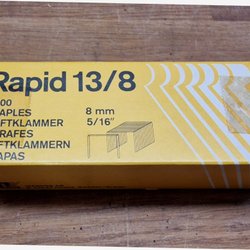 Rapid 13/8
00
APLES
FTKLAMMER
RAFES
FTKLAMMERN
APAS
8 mm
5/16"